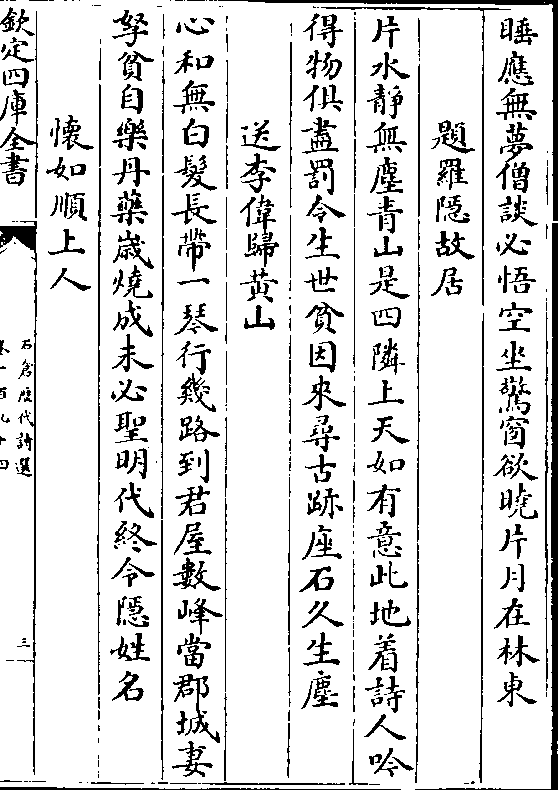 睡應無夢僧談必悟空坐驚窗欲曉片月在林東
題羅隠故居
片水靜無塵青山是四隣上天如有意此地着詩人吟
得物俱盡罰令生世貧因來尋古跡座石久生塵
送李偉歸黄山
心和無白髮長帶一琴行幾路到君屋數峰當郡城妻
孥貧自樂丹藥歳燒成未必聖明代終令隠姓名
懐如順上人
欽定四庫全書
石倉歴代詩選
卷一百九十四
三